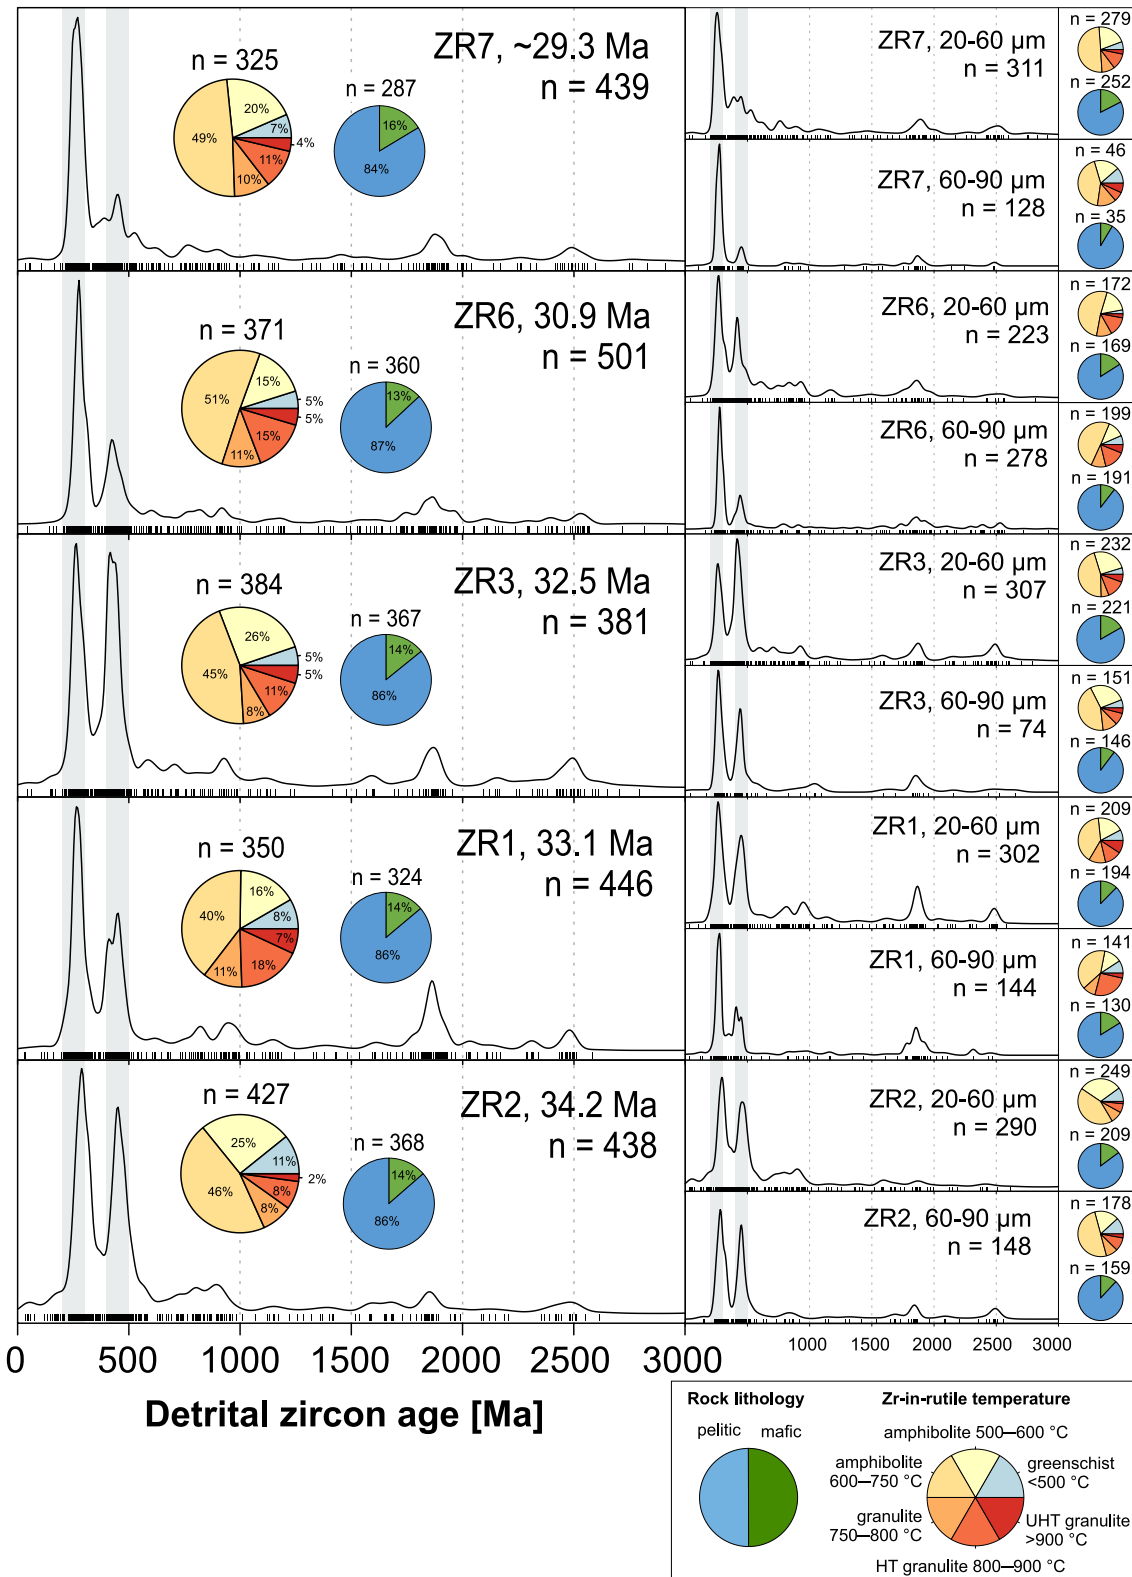 ZR7, ~29.3 Ma
n = 439
n = 325
20%
7%
4%
11%
10%
49%
n = 287
16%
84%
ZR6, 30.9 Ma
n = 501
n = 371
15%
5%
5%
15%
11%
51%
n = 360
13%
87%
ZR3, 32.5 Ma
n = 381
n = 384
26%
5%
5%
11%
8%
45%
n = 367
14%
86%
ZR1, 33.1 Ma
n = 446
n = 350
16%
8%
7%
18%
11%
40%
n = 324
14%
86%
ZR2, 34.2 Ma
n = 438
n = 427
25%
11%
2%
8%
8%
46%
n = 368
14%
86%
0 500 1000 1500 2000 2500 3000
Detrital zircon age [Ma]
ZR7, 20-60 µm
n = 311
n = 279
n = 252
ZR7, 60-90 µm
n = 128
n = 46
n = 35
ZR6, 20-60 µm
n = 223
n = 172
n = 169
ZR6, 60-90 µm
n = 278
n = 199
n = 191
ZR3, 20-60 µm
n = 307
n = 232
n = 221
ZR3, 60-90 µm
n = 74
n = 151
n = 146
ZR1, 20-60 µm
n = 302
n = 209
n = 194
ZR1, 60-90 µm
n = 144
n = 141
n = 130
ZR2, 20-60 µm
n = 290
n = 249
n = 209
ZR2, 60-90 µm
n = 148
n = 178
n = 159
1000 1500 2000 2500 3000
Rock lithology
pelitic mafic
Zr-in-rutile temperature
amphibolite 500—600 °C
amphibolite
600—750 °C
greenschist
<500 °C
granulite
750—800 °C
UHT granulite
>900 °C
HT granulite 800—900 °C